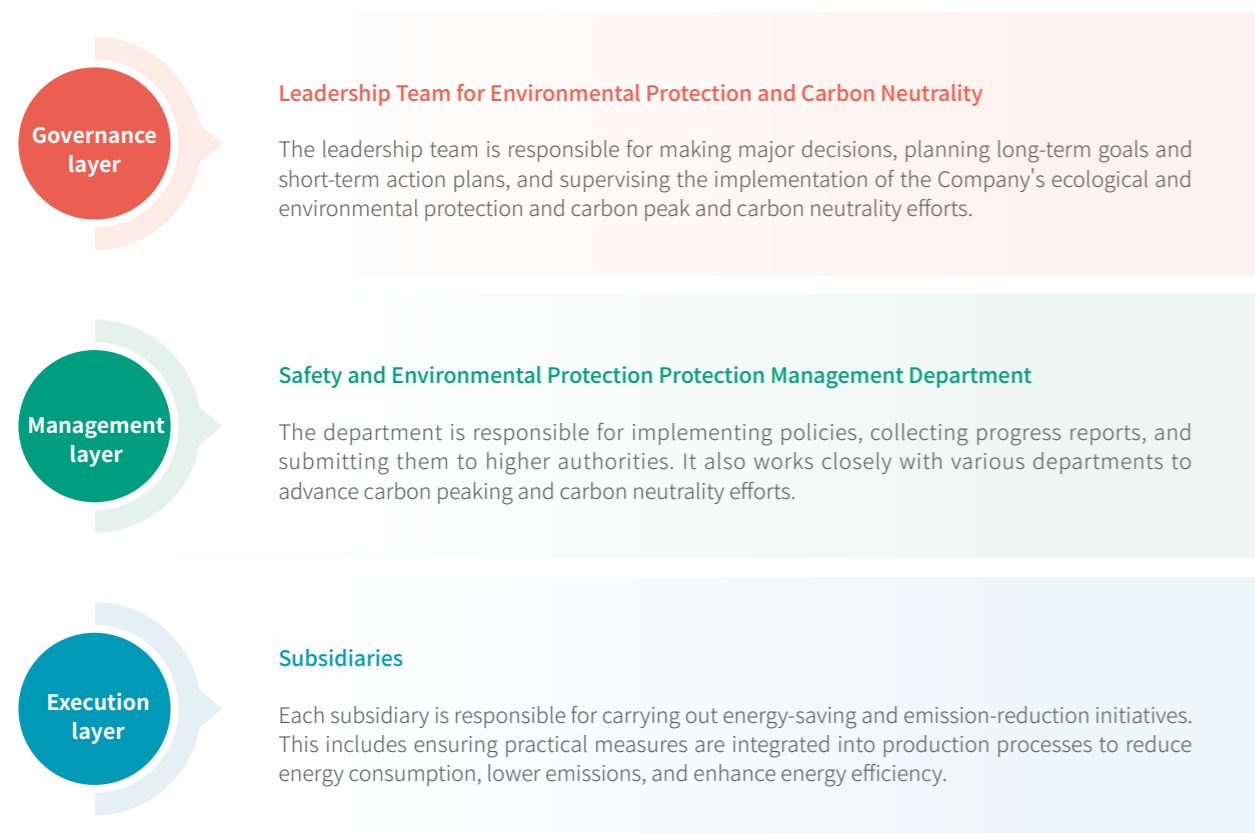 Governance
layer
Leadership Team for Environmental Protection and Carbon Neutrality
The leadership team is responsible for making major decisions, planning long-term goals and
short-term action plans, and supervising the implementation of the Company's ecological and
environmental protection and carbon peak and carbon neutrality efforts.
Management
layer
Safety and Environmental Protection Protection Management Department
The department is responsible for implementing policies, collecting progress reports, and
submitting them to higher authorities. It also works closely with various departments to
advance carbon peaking and carbon neutrality efforts.
Execution
layer
Subsidiaries
Each subsidiary is responsible for carrying out energy-saving and emission-reduction initiatives.
This includes ensuring practical measures are integrated into production processes to reduce
energy consumption, lower emissions, and enhance energy efficiency.